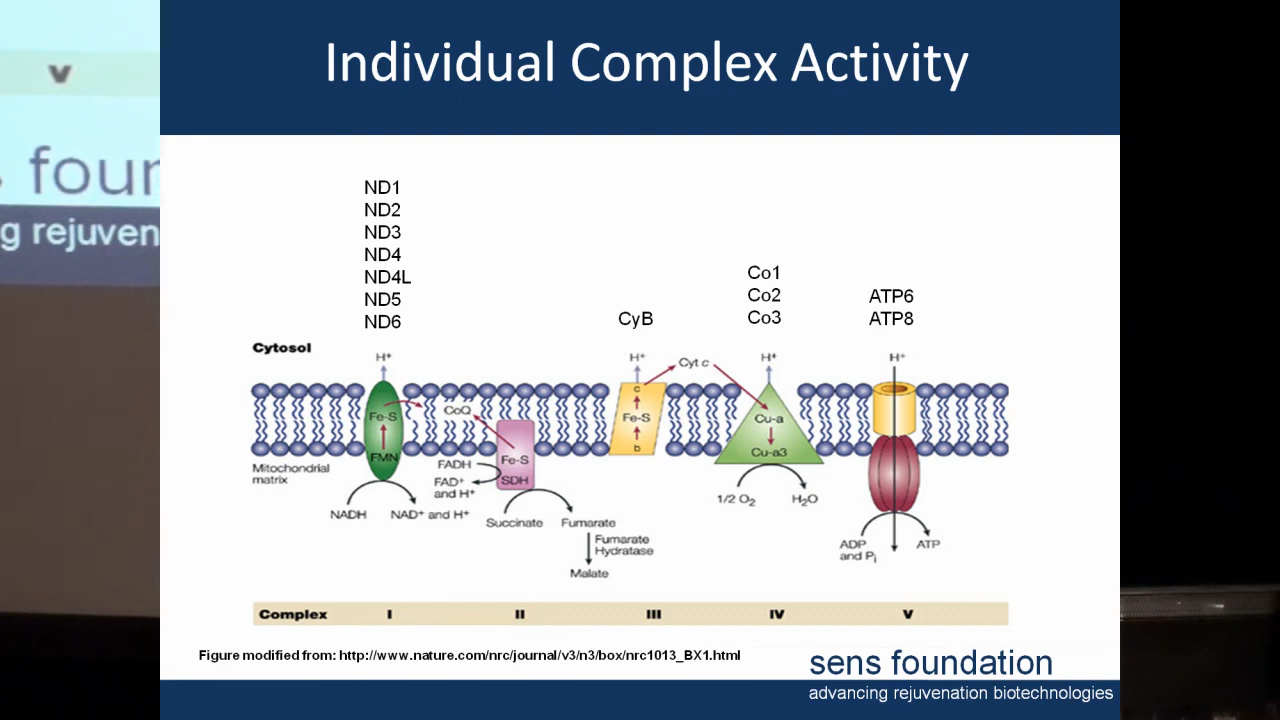 v
four
g rejuven
Individual Complex Activity
ND1
ND2
ND3
ND4
ND4L
ND5
ND6
CyB
Co1
Co2
Co3
ATP6
ATP8
Cytosol
H⁺
H⁺
Cyt c
H⁺
H⁺
Fe-S
CoQ
c
Fe-S
b
Cu-a
Cu-a3
FMN
Fe-S
SDH
Mitochondrial
matrix
FADH
FAD⁺
and H⁺
NADH
NAD⁺ and H⁺
Succinate
Fumarate
Fumarate
Hydratase
Malate
1/2 O₂
H₂O
ADP
and Pᵢ
ATP
Complex I II III IV V
Figure modified from: http://www.nature.com/nrc/journal/v3/n3/box/nrc1013_BX1.html
sens foundation
advancing rejuvenation biotechnologies